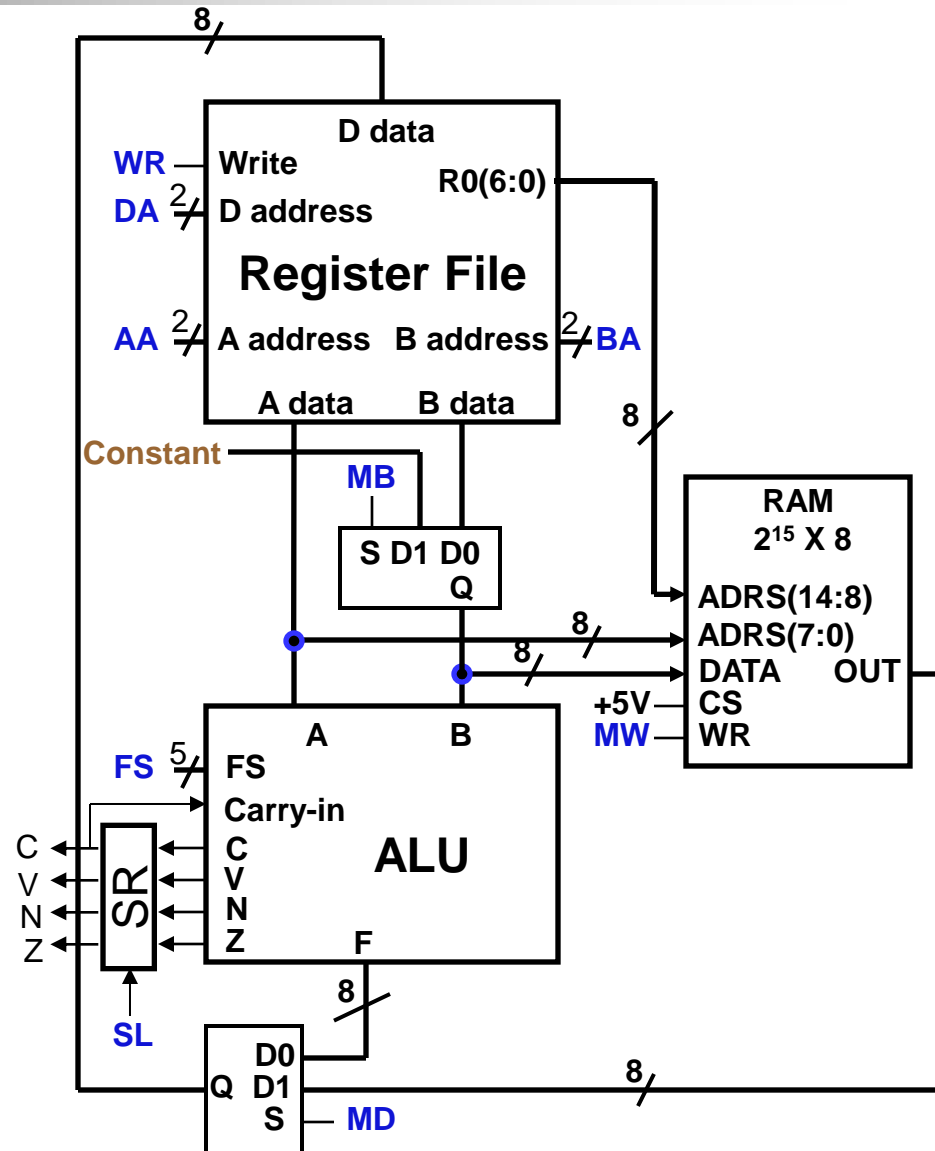 8
D data
WR Write
R0(6:0)
2
DA D address
Register File
2
AA A address B address 2 BA
A data B data
8
Constant
MB
S D1 D0
Q
RAM
2¹⁵ X 8
ADRS(14:8)
8 ADRS(7:0)
8 DATA OUT
+5V CS
MW WR
A B
FS 5 FS
Carry-in
ALU
C C
V V
N N
Z Z
SR
F
8
SL
D0
Q D1 8
S MD